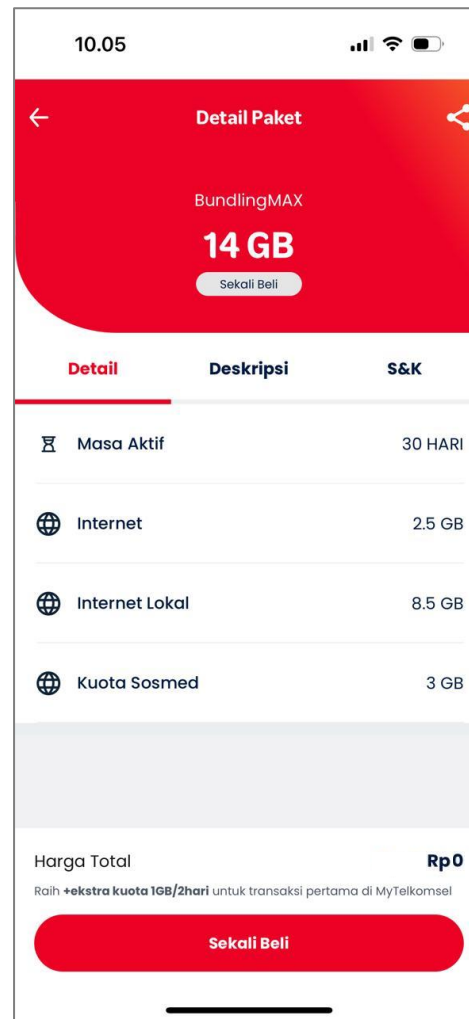 10.05
Detail Paket
BundlingMAX
14 GB
Sekali Beli
Detail Deskripsi S&K
Masa Aktif 30 HARI
Internet 2.5 GB
Internet Lokal 8.5 GB
Kuota Sosmed 3 GB
Harga Total Rp0
Raih +ekstra kuota 1GB/2hari untuk transaksi pertama di MyTelkomsel
Sekali Beli